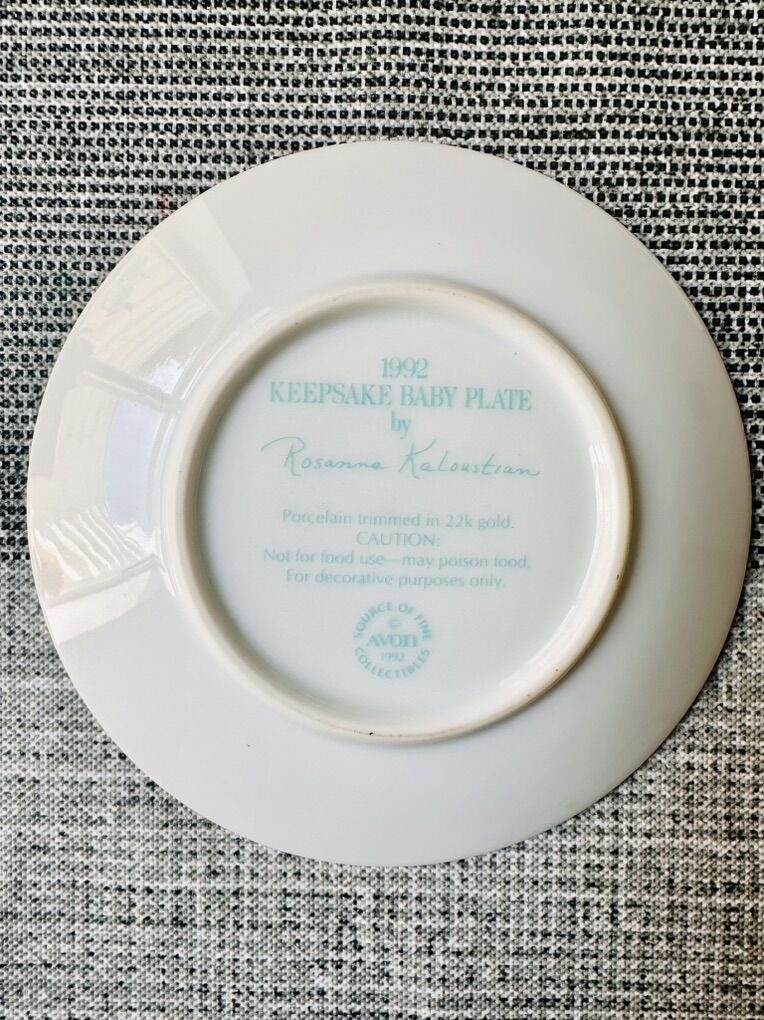 1992
KEEPSAKE BABY PLATE
by
Rosanne Kaloustian
Porcelain trimmed in 22k gold.
CAUTION:
Not for food use—may poison food.
For decorative purposes only.
SOURCE OF FINE
©
AVON
1992
COLLECTIBLES